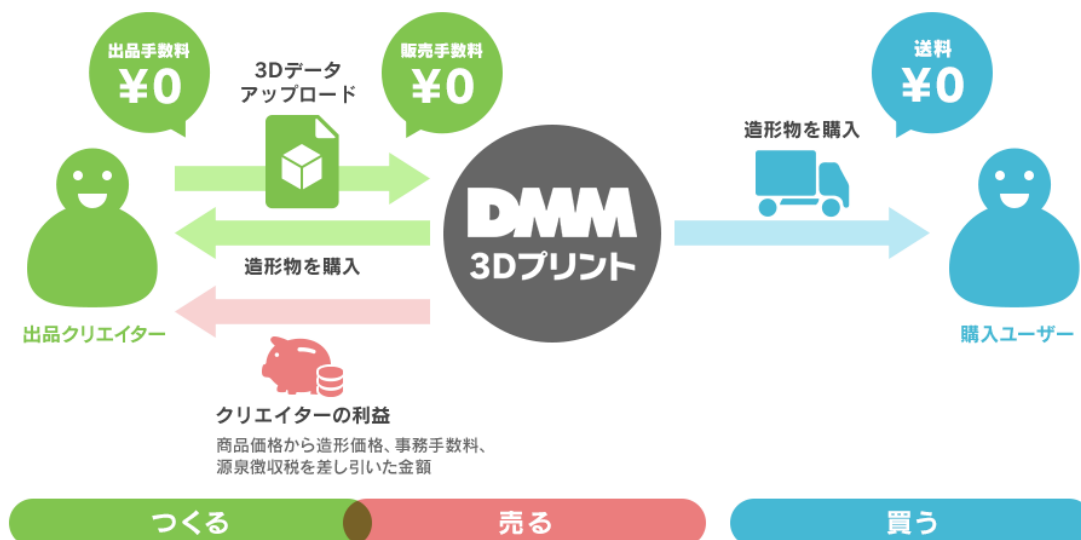 出品手数料
¥0
3Dデータ
アップロード
販売手数料
¥0
送料
¥0
造形物を購入
DMM
3Dプリント
造形物を購入
出品クリエイター
購入ユーザー
クリエイターの利益
商品価格から造形価格、事務手数料、
源泉徴収税を差し引いた金額
つくる
売る
買う